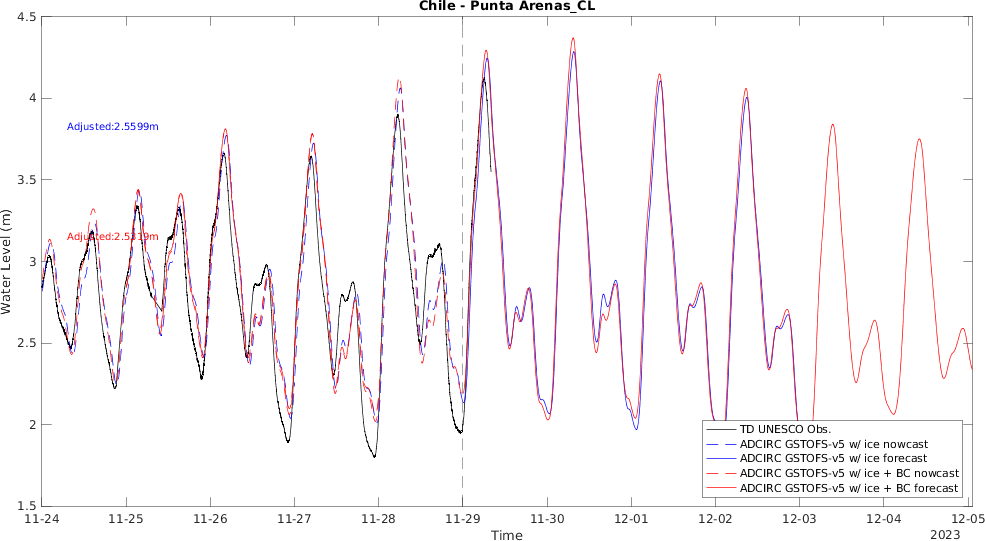 Chile - Punta Arenas_CL
4.5
4
3.5
3
2.5
2
1.5
Water Level (m)
Adjusted:2.5599m
TD UNESCO Obs.
ADCIRC GSTOFS-v5 w/ ice nowcast
ADCIRC GSTOFS-v5 w/ ice forecast
ADCIRC GSTOFS-v5 w/ ice + BC nowcast
ADCIRC GSTOFS-v5 w/ ice + BC forecast
11-24 11-25 11-26 11-27 11-28 11-29 11-30 12-01 12-02 12-03 12-04 12-05
Time
2023